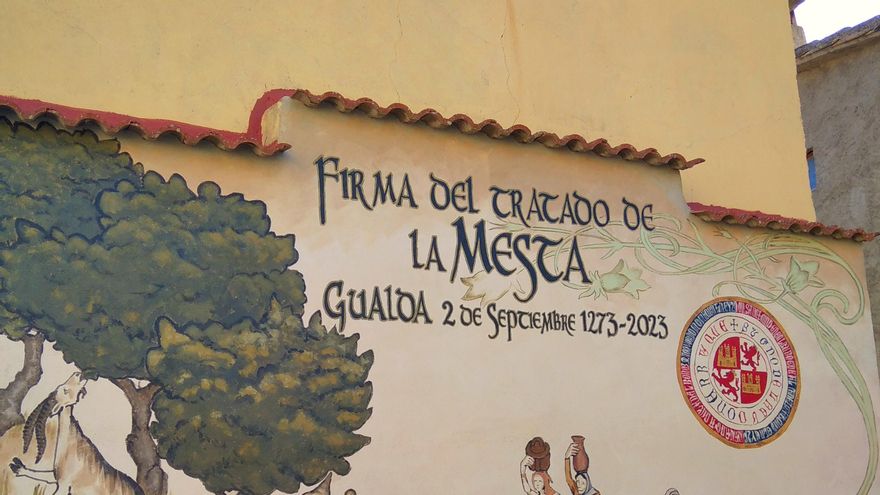 Firma del tratado de
la Mesta
Gualda 2 de Septiembre 1273-2023